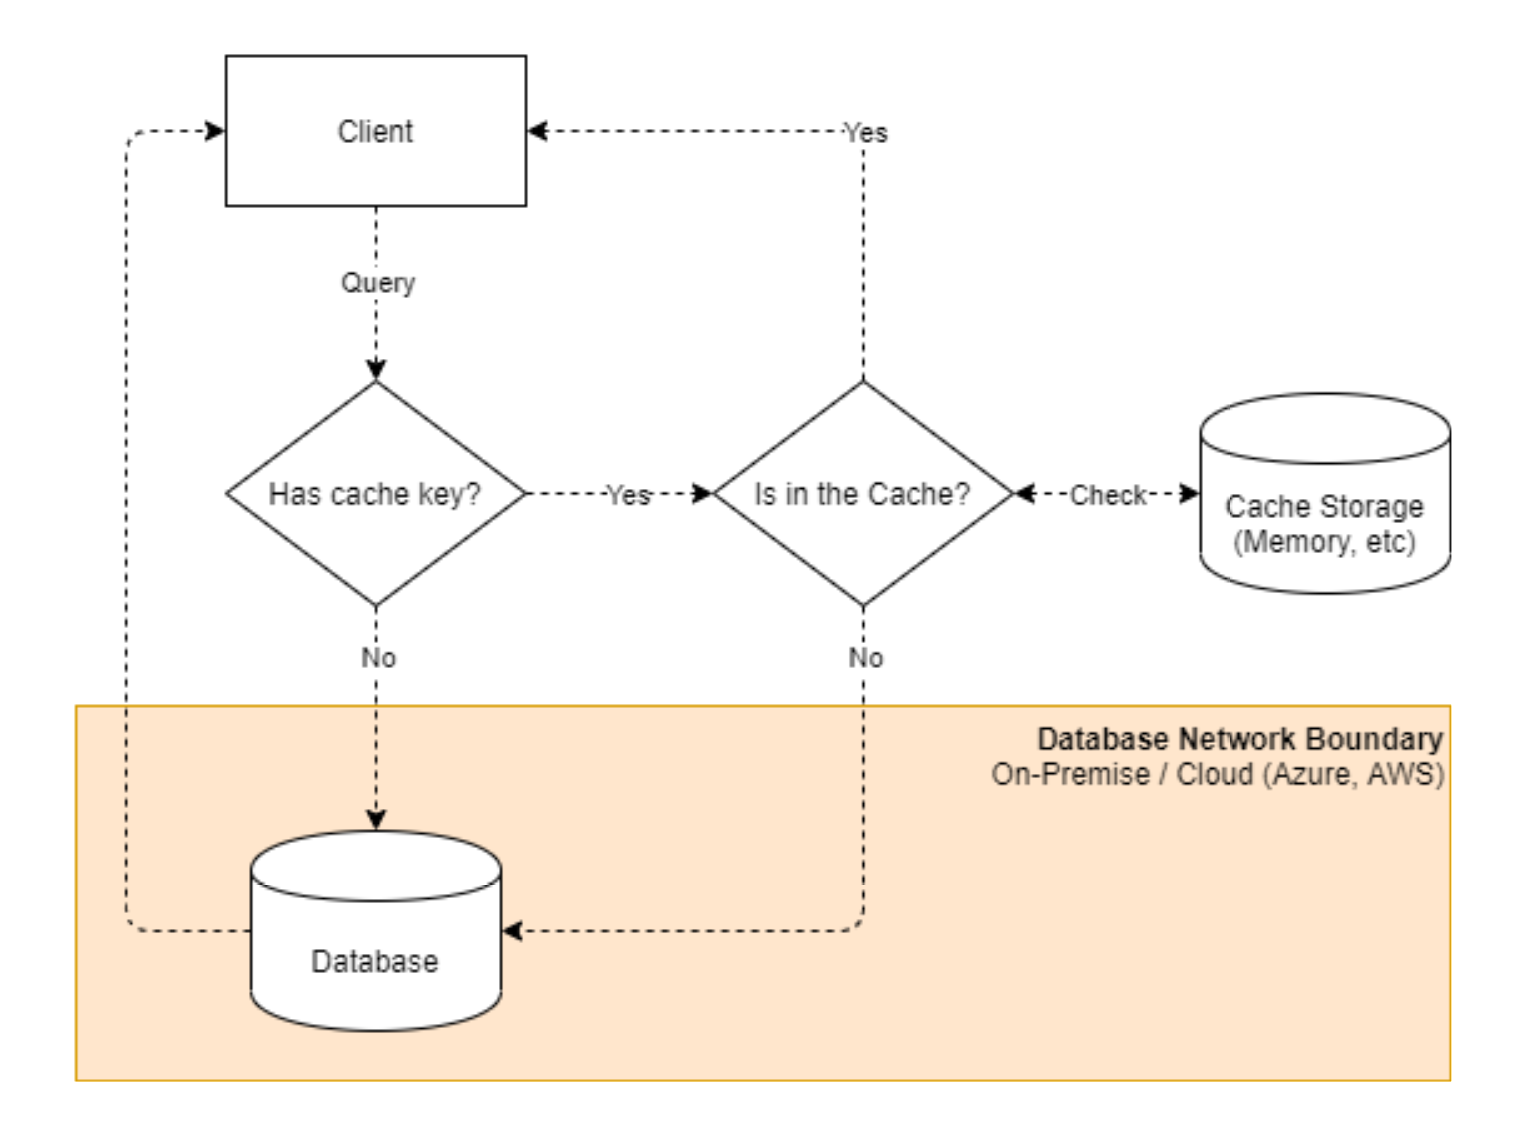 Client
Yes
Query
Has cache key?
Yes
Is in the Cache?
Check
Cache Storage
(Memory, etc)
No
No
Database Network Boundary
On-Premise / Cloud (Azure, AWS)
Database